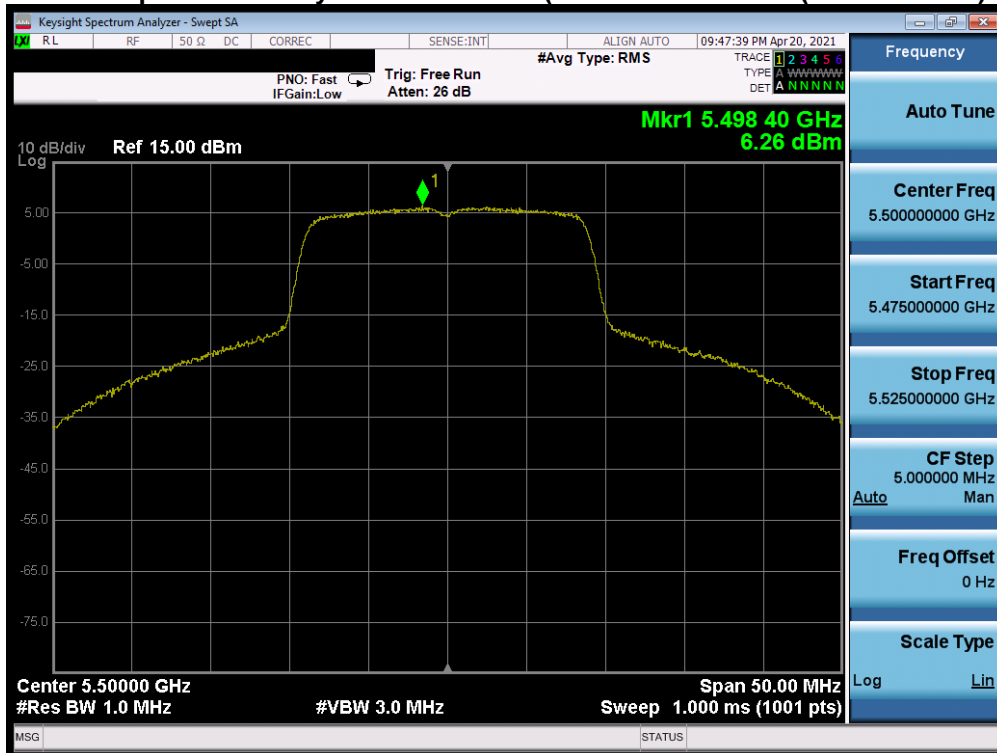 Keysight Spectrum Analyzer - Swept SA
LXI RL RF 50 Ω DC CORREC SENSE:INT ALIGN AUTO 09:47:39 PM Apr 20, 2021
#Avg Type: RMS
TRACE 1 2 3 4 5 6
PNO: Fast Trig: Free Run
TYPE A WWWWW
IFGain:Low Atten: 26 dB
DET A N N N N N
Mkr1 5.498 40 GHz
6.26 dBm
10 dB/div Ref 15.00 dBm
Log
1
5.00
-5.00
-15.0
-25.0
-35.0
-45.0
-55.0
-65.0
-75.0
Center 5.50000 GHz Span 50.00 MHz
#Res BW 1.0 MHz #VBW 3.0 MHz Sweep 1.000 ms (1001 pts)
MSG STATUS
Frequency
Auto Tune
Center Freq
5.500000000 GHz
Start Freq
5.475000000 GHz
Stop Freq
5.525000000 GHz
CF Step
5.000000 MHz
Auto Man
Freq Offset
0 Hz
Scale Type
Log Lin